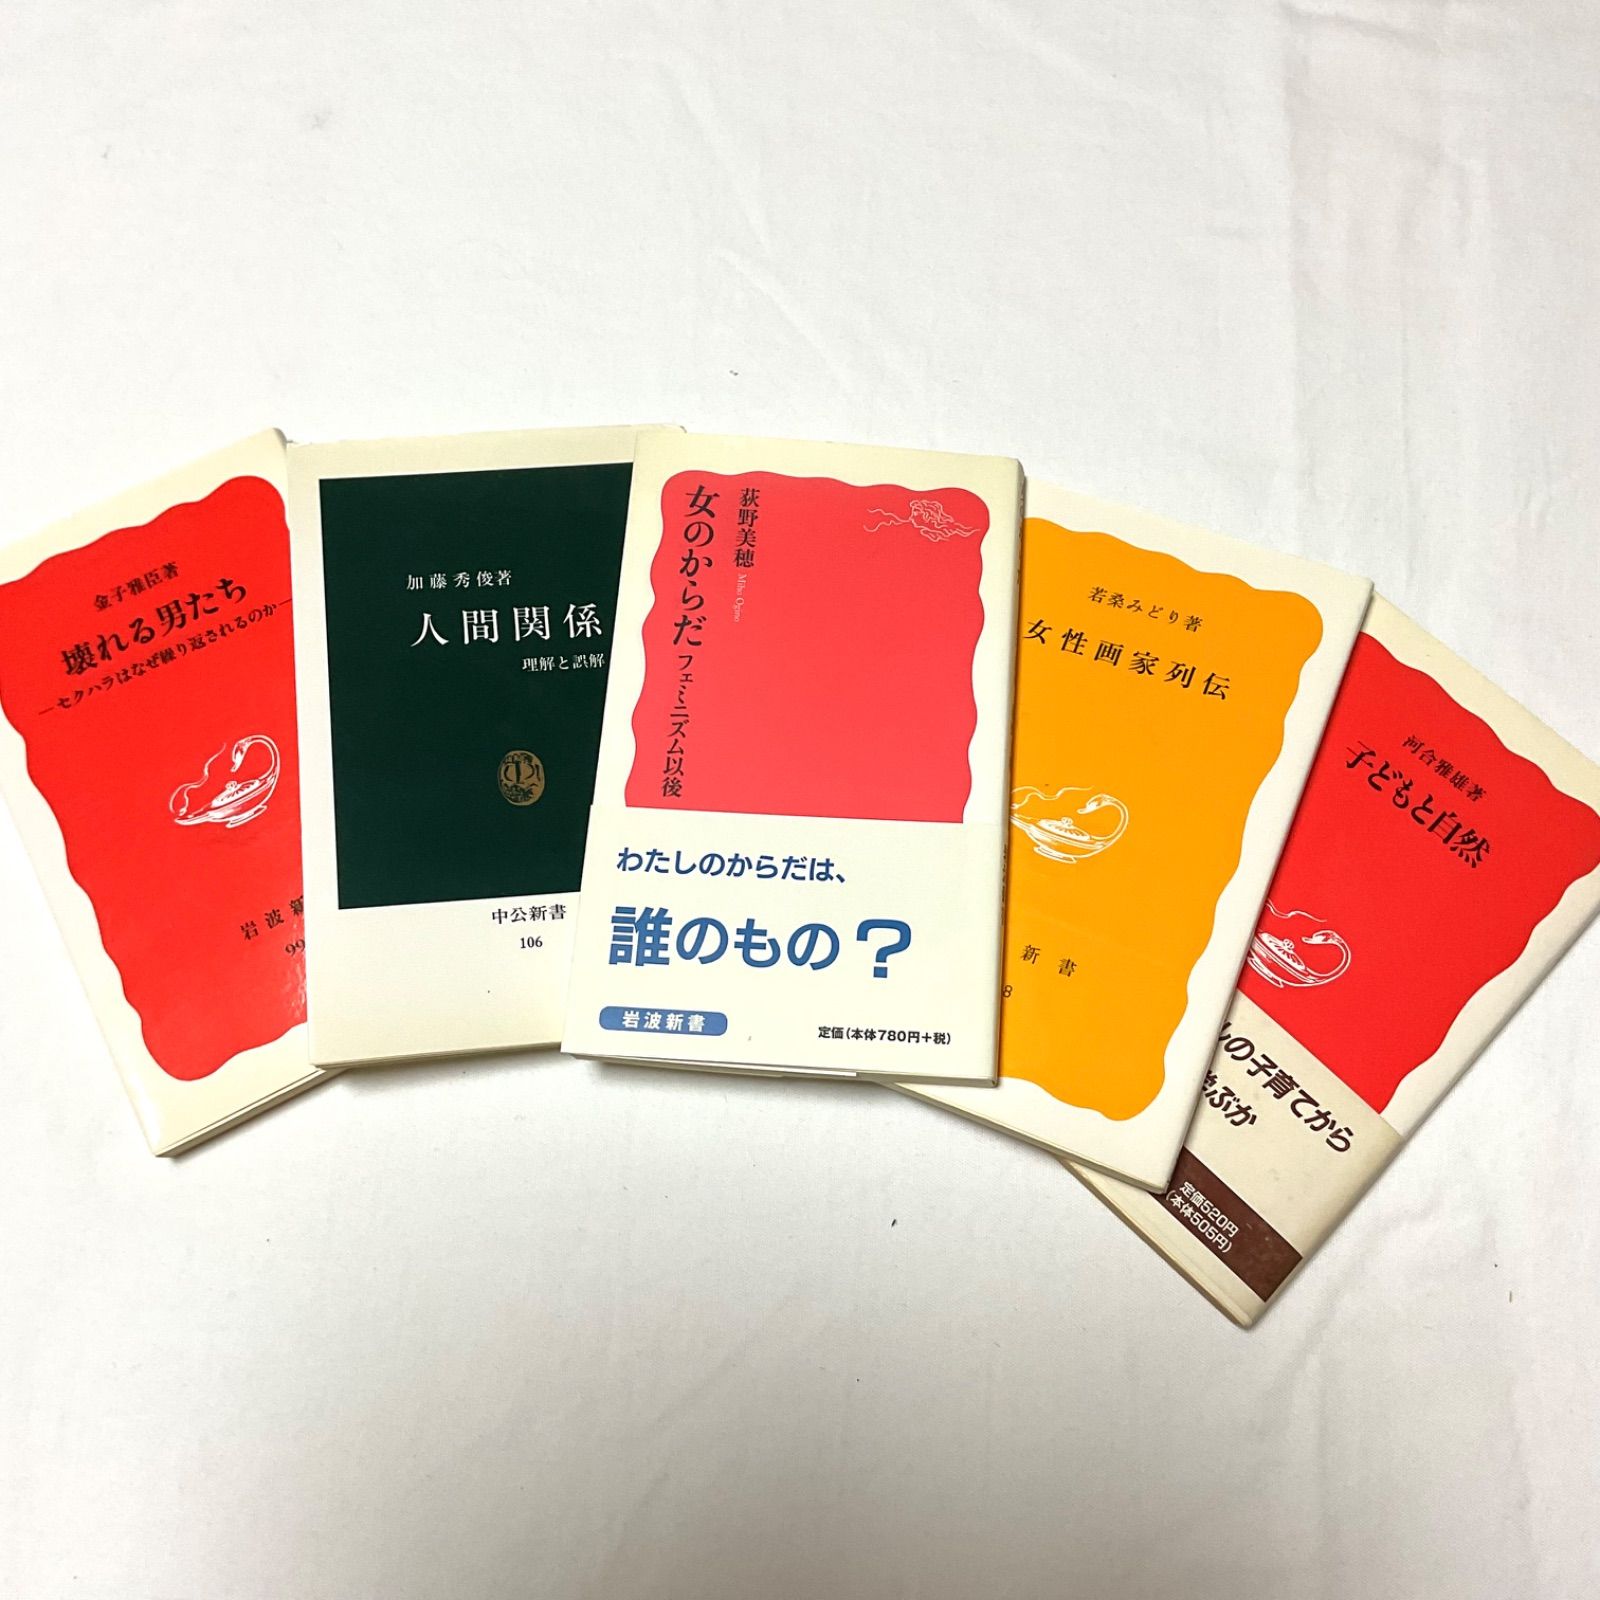 金子雅臣著
壊れる男たち
―セクハラはなぜ繰り返されるのか―
岩波新
99
加藤秀俊著
人間関係
理解と誤解
中公新書
106
荻野美穂
Miho Ogino
女のからだ フェミニズム以後
わたしのからだは、
誰のもの?
岩波新書
定価(本体780円+税)
若桑みどり著
女性画家列伝
新書
8
河合雅雄著
子どもと自然
の子育てから
ぶか
定価520円
(本体505円)